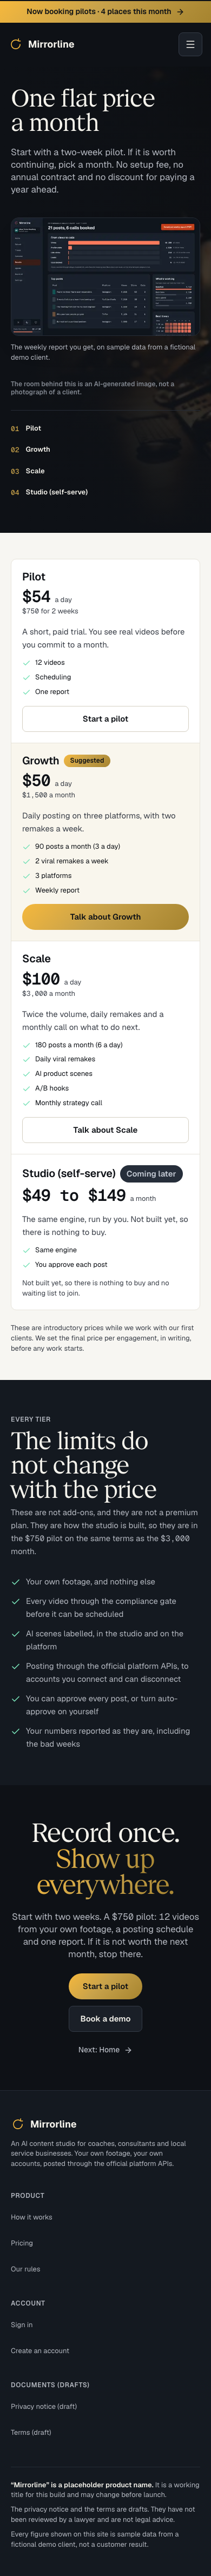 Now booking pilots · 4 places this month →
Mirrorline
One flat price
a month
Start with a two-week pilot. If it is worth
continuing, pick a month. No setup fee, no
annual contract and no discount for paying a
year ahead.
21 posts, 6 calls booked
The weekly report you get, on sample data from a fictional
demo client.
The room behind this is an AI-generated image, not a
photograph of a client.
01 Pilot
02 Growth
03 Scale
04 Studio (self-serve)
Pilot
$54 a day
$750 for 2 weeks
A short, paid trial. You see real videos before
you commit to a month.
12 videos
Scheduling
One report
Start a pilot
Growth Suggested
$50 a day
$1,500 a month
Daily posting on three platforms, with two
remakes a week.
90 posts a month (3 a day)
2 viral remakes a week
3 platforms
Weekly report
Talk about Growth
Scale
$100 a day
$3,000 a month
Twice the volume, daily remakes and a
monthly call on what to do next.
180 posts a month (6 a day)
Daily viral remakes
AI product scenes
A/B hooks
Monthly strategy call
Talk about Scale
Studio (self-serve) Coming later
$49 to $149 a month
The same engine, run by you. Not built yet, so
there is nothing to buy.
Same engine
You approve each post
Not built yet, so there is nothing to buy and no
waiting list to join.
These are introductory prices while we work with our first
clients. We set the final price per engagement, in writing,
before any work starts.
EVERY TIER
The limits do
not change
with the price
These are not add-ons, and they are not a premium
plan. They are how the studio is built, so they are in
the $750 pilot on the same terms as the $3,000
month.
Your own footage, and nothing else
Every video through the compliance gate
before it can be scheduled
AI scenes labelled, in the studio and on the
platform
Posting through the official platform APIs, to
accounts you connect and can disconnect
You can approve every post, or turn auto-
approve on yourself
Your numbers reported as they are, including
the bad weeks
Record once.
Show up
everywhere.
Start with two weeks. A $750 pilot: 12 videos
from your own footage, a posting schedule
and one report. If it is not worth the next
month, stop there.
Start a pilot
Book a demo
Next: Home →
Mirrorline
An AI content studio for coaches, consultants and local
service businesses. Your own footage, your own
accounts, posted through the official platform APIs.
PRODUCT
How it works
Pricing
Our rules
ACCOUNT
Sign in
Create an account
DOCUMENTS (DRAFTS)
Privacy notice (draft)
Terms (draft)
"Mirrorline" is a placeholder product name. It is a working
title for this build and may change before launch.
The privacy notice and the terms are drafts. They have not
been reviewed by a lawyer and are not legal advice.
Every figure shown on this site is sample data from a
fictional demo client, not a customer result.